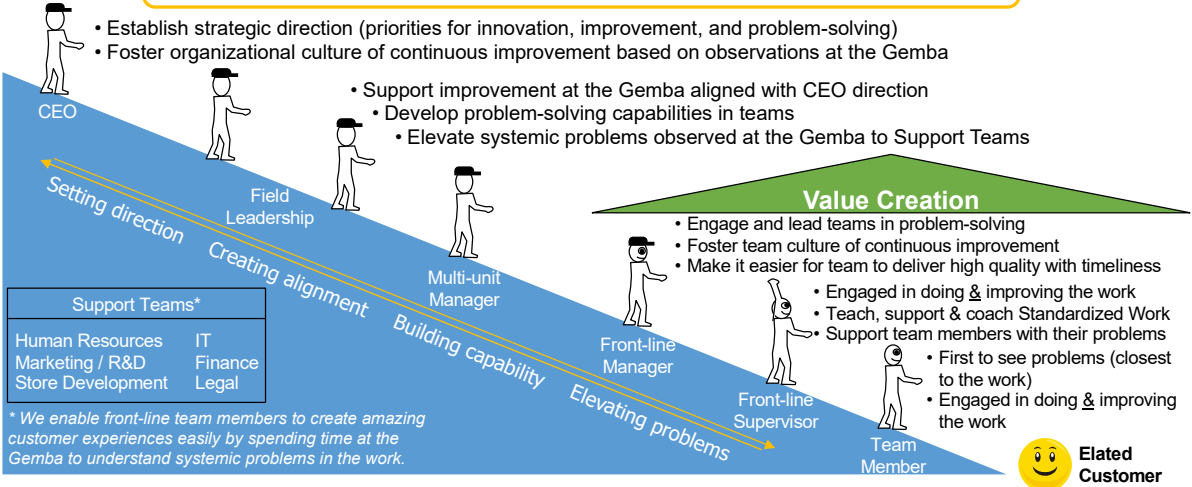 • Establish strategic direction (priorities for innovation, improvement, and problem-solving)
• Foster organizational culture of continuous improvement based on observations at the Gemba
CEO
• Support improvement at the Gemba aligned with CEO direction
• Develop problem-solving capabilities in teams
• Elevate systemic problems observed at the Gemba to Support Teams
Field
Leadership
Multi-unit
Manager
Value Creation
• Engage and lead teams in problem-solving
• Foster team culture of continuous improvement
• Make it easier for team to deliver high quality with timeliness
Front-line
Manager
• Engaged in doing & improving the work
• Teach, support & coach Standardized Work
• Support team members with their problems
Front-line
Supervisor
• First to see problems (closest
to the work)
• Engaged in doing & improving
the work
Team
Member
Setting direction
Creating alignment
Building capability
Elevating problems
Support Teams*
Human Resources IT
Marketing / R&D Finance
Store Development Legal
* We enable front-line team members to create amazing
customer experiences easily by spending time at the
Gemba to understand systemic problems in the work.
Elated
Customer